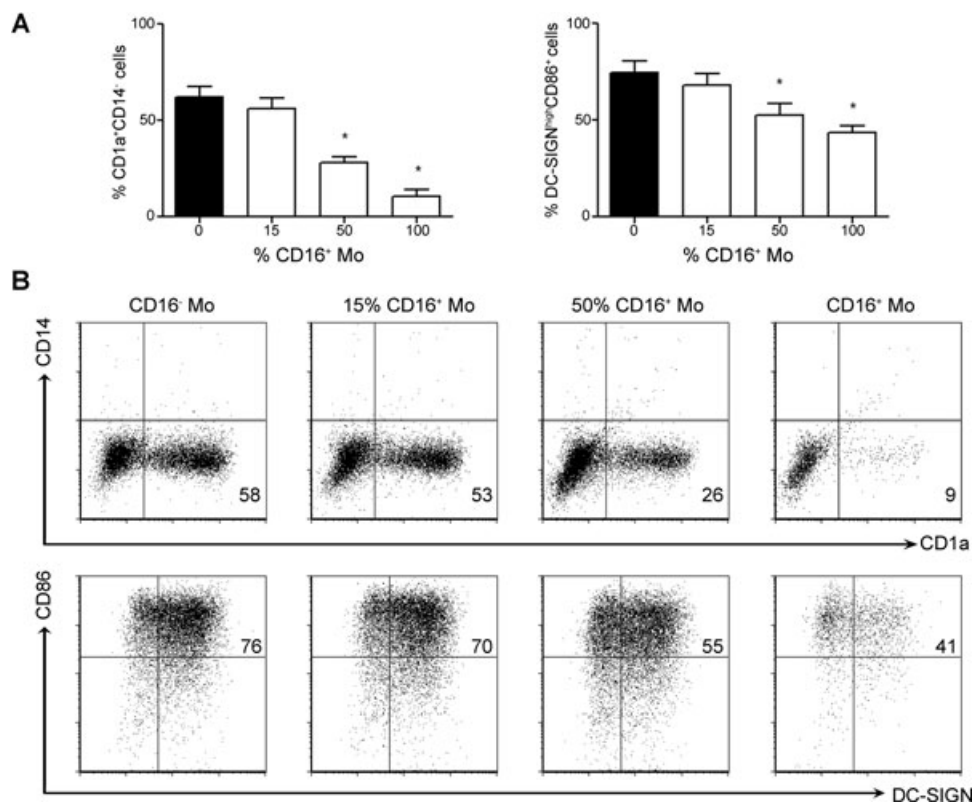 A
100
50
0
% CD1a⁺CD14⁻ cells
0 15 50 100
* *
% CD16⁺ Mo
100
50
0
% DC-SIGNʰⁱᵍʰCD86⁺ cells
0 15 50 100
* *
% CD16⁺ Mo
B
CD16⁻ Mo 15% CD16⁺ Mo 50% CD16⁺ Mo CD16⁺ Mo
CD14
58 53 26 9
CD1a
CD86
76 70 55 41
DC-SIGN